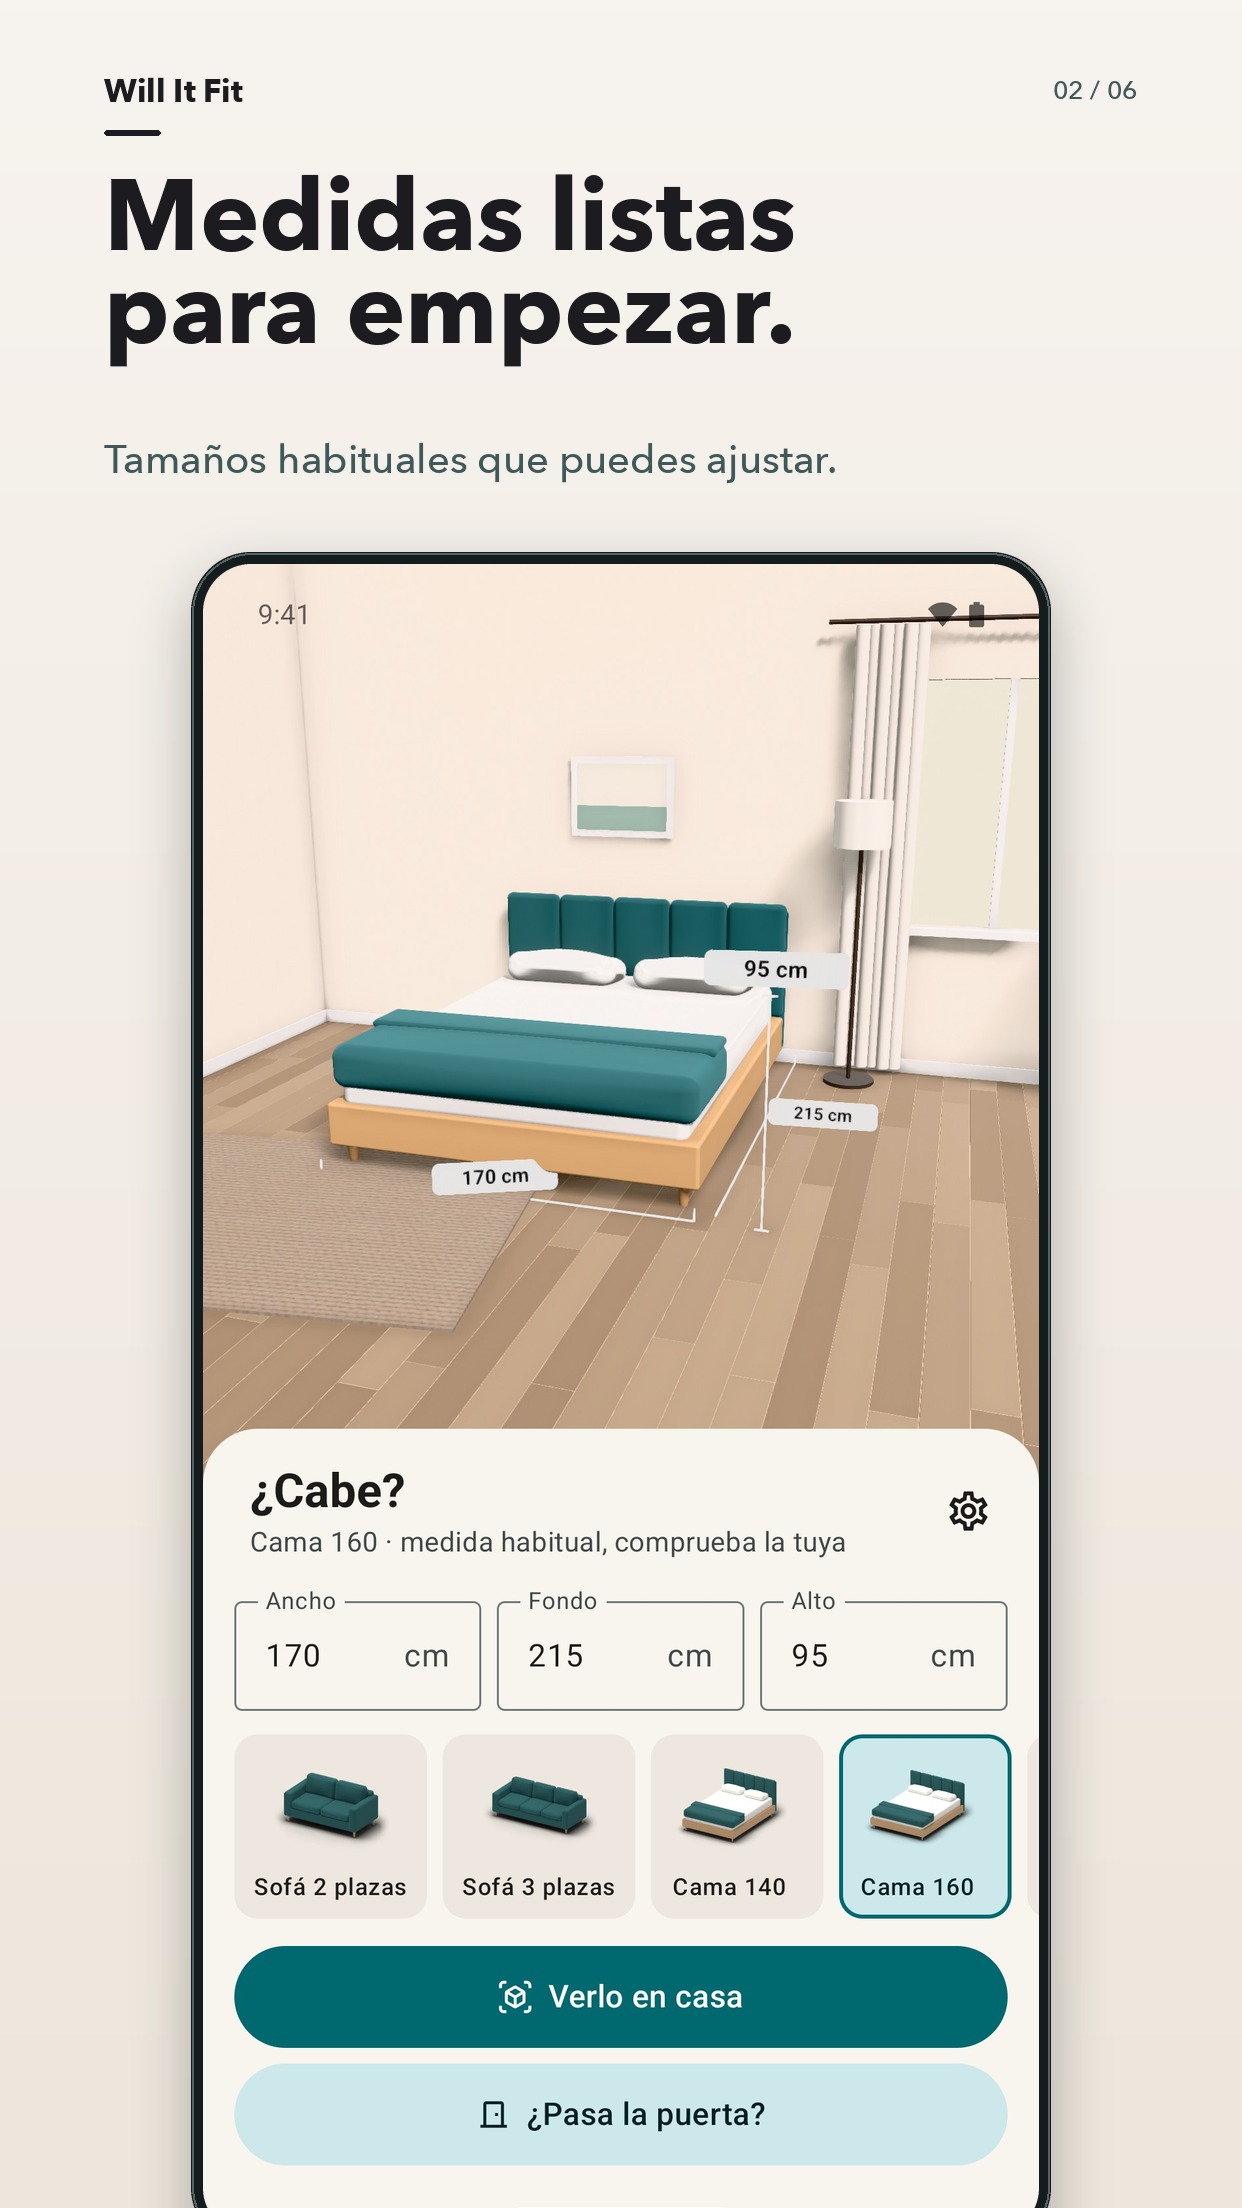 Will It Fit
02 / 06
Medidas listas
para empezar.
Tamaños habituales que puedes ajustar.
9:41
95 cm
215 cm
170 cm
¿Cabe?
Cama 160 · medida habitual, comprueba la tuya
Ancho
Fondo
Alto
170 cm
215 cm
95 cm
Sofá 2 plazas
Sofá 3 plazas
Cama 140
Cama 160
Verlo en casa
¿Pasa la puerta?